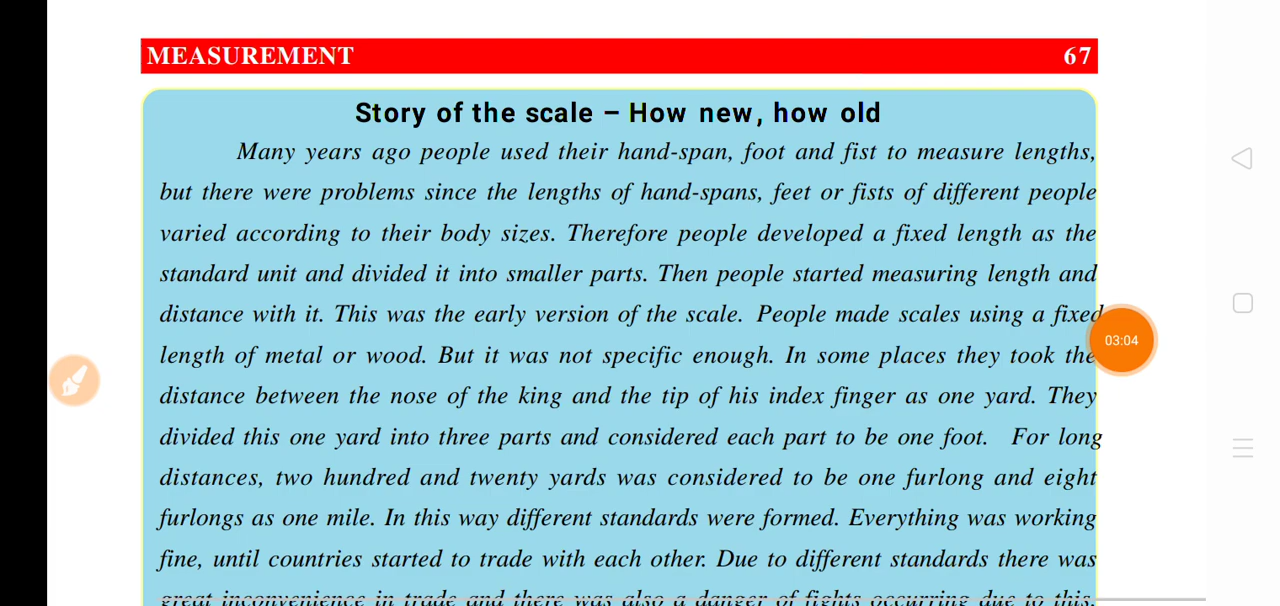 MEASUREMENT 67
Story of the scale – How new, how old
Many years ago people used their hand-span, foot and fist to measure lengths,
but there were problems since the lengths of hand-spans, feet or fists of different people
varied according to their body sizes. Therefore people developed a fixed length as the
standard unit and divided it into smaller parts. Then people started measuring length and
distance with it. This was the early version of the scale. People made scales using a fixed
length of metal or wood. But it was not specific enough. In some places they took the
distance between the nose of the king and the tip of his index finger as one yard. They
divided this one yard into three parts and considered each part to be one foot. For long
distances, two hundred and twenty yards was considered to be one furlong and eight
furlongs as one mile. In this way different standards were formed. Everything was working
fine, until countries started to trade with each other. Due to different standards there was
great inconvenience in trade and there was also a danger of fights occurring due to this.
03:04